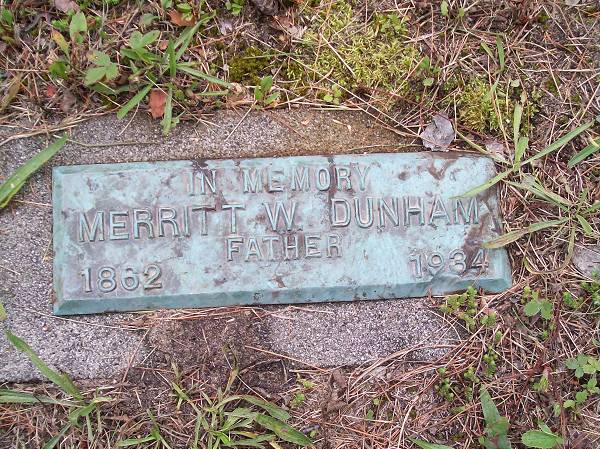 IN MEMORY
MERRITT W. DUNHAM
FATHER
1862 1934